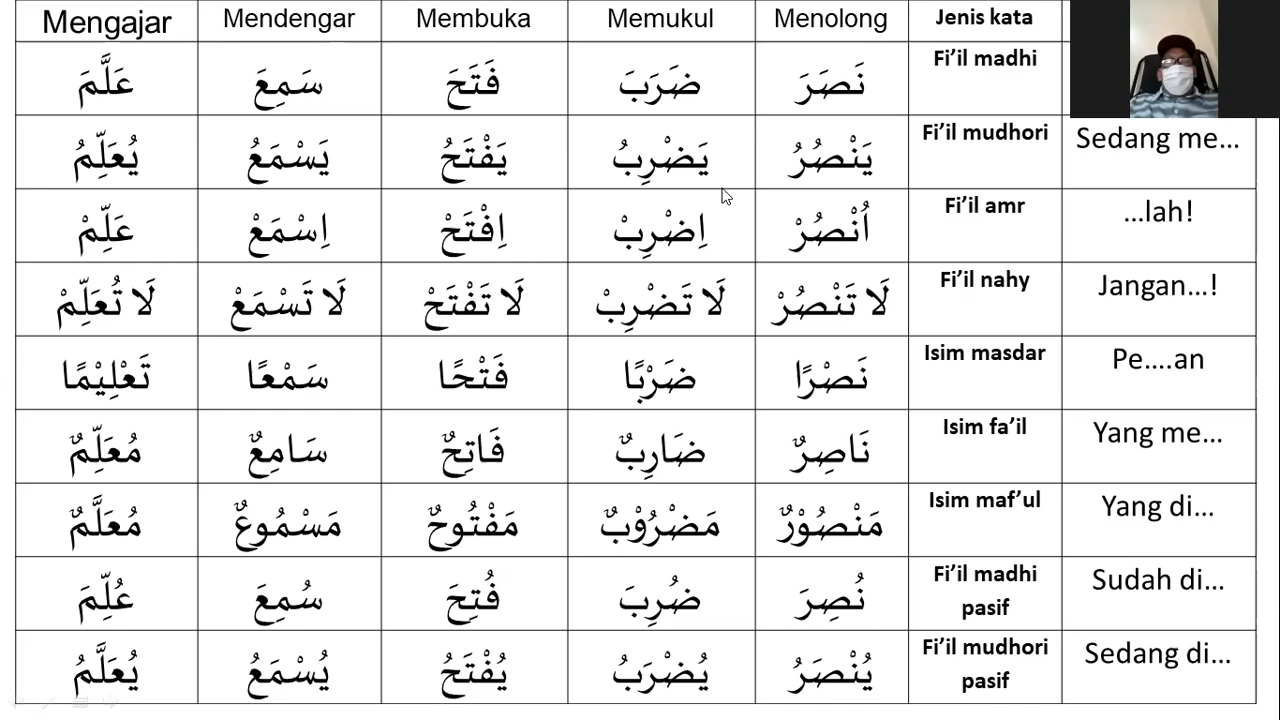 Mengajar Mendengar Membuka Memukul Menolong Jenis kata
عَلَّمَ سَمِعَ فَتَحَ ضَرَبَ نَصَرَ Fi'il madhi
يُعَلِّمُ يَسْمَعُ يَفْتَحُ يَضْرِبُ يَنْصُرُ Fi'il mudhori Sedang me...
عَلِّمْ اِسْمَعْ اِفْتَحْ اِضْرِبْ اُنْصُرْ Fi'il amr ...lah!
لَا تُعَلِّمْ لَا تَسْمَعْ لَا تَفْتَحْ لَا تَضْرِبْ لَا تَنْصُرْ Fi'il nahy Jangan...!
تَعْلِيْمًا سَمْعًا فَتْحًا ضَرْبًا نَصْرًا Isim masdar Pe....an
مُعَلِّمٌ سَامِعٌ فَاتِحٌ ضَارِبٌ نَاصِرٌ Isim fa'il Yang me...
مُعَلَّمٌ مَسْمُوعٌ مَفْتُوحٌ مَضْرُوْبٌ مَنْصُوْرٌ Isim maf'ul Yang di...
عُلِّمَ سُمِعَ فُتِحَ ضُرِبَ نُصِرَ Fi'il madhi pasif Sudah di...
يُعَلَّمُ يُسْمَعُ يُفْتَحُ يُضْرَبُ يُنْصَرُ Fi'il mudhori pasif Sedang di...